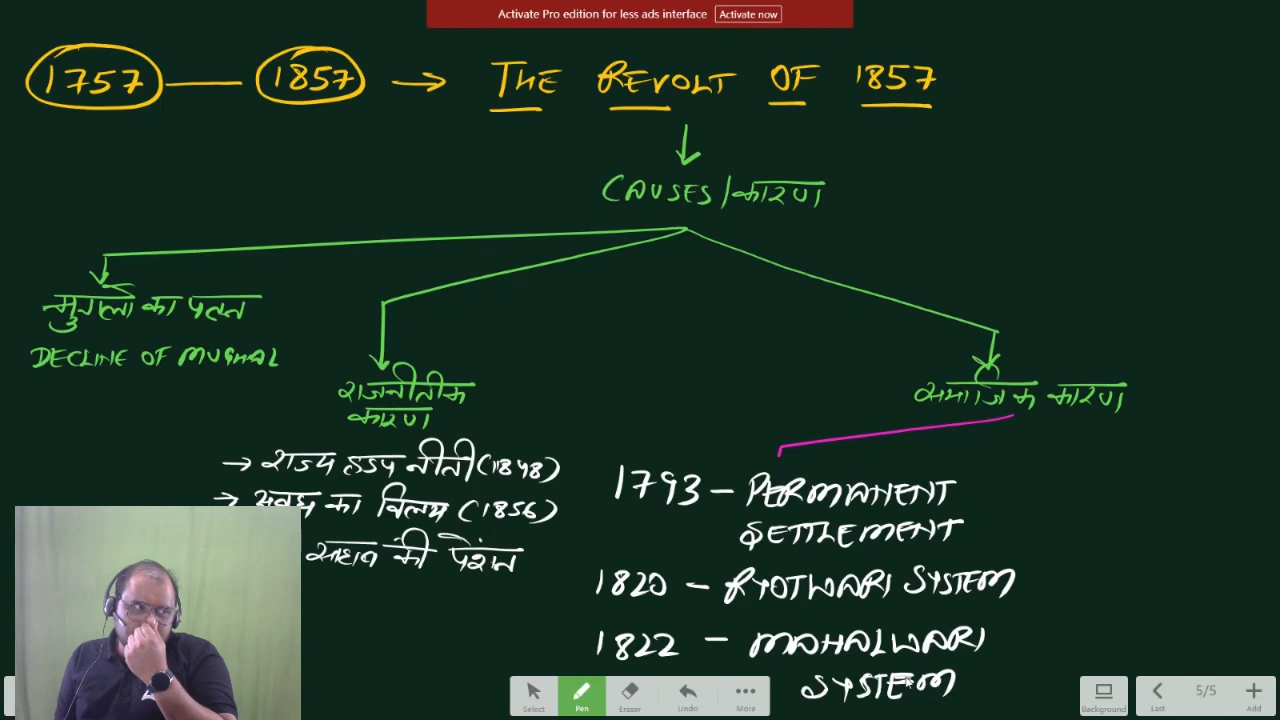 Activate Pro edition for less ads interface Activate now
1757 — 1857 → THE REVOLT OF 1857
CAUSES/कारण
मुगलो का पतन
DECLINE OF MUGHAL
राजनीतीक
कारण
समाजिक कारण
→ राज्य हडप नीती (1848)
→ अवध का विलय (1856)
साहब की पेंशन
1793 – PERMANENT
SETTLEMENT
1820 – RYOTWARI SYSTEM
1822 – MAHALWARI
SYSTEM
Select Pen Eraser Undo More
Background Last 5/5 Add